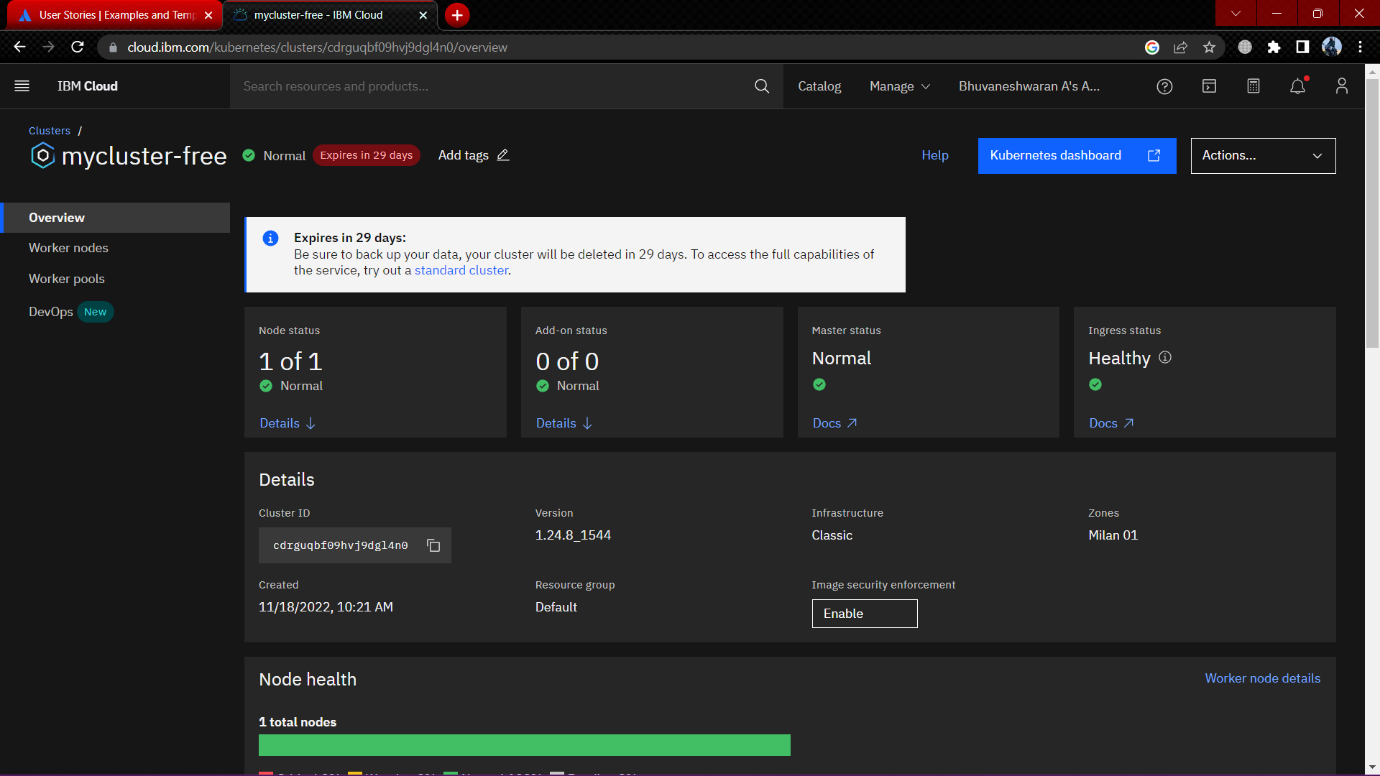 User Stories | Examples and Temp
mycluster-free - IBM Cloud
cloud.ibm.com/kubernetes/clusters/cdrguqbf09hvj9dgl4n0/overview
IBM Cloud
Search resources and products...
Catalog
Manage
Bhuvaneshwaran A's A...
Clusters /
mycluster-free
Normal
Expires in 29 days
Add tags
Help
Kubernetes dashboard
Actions...
Overview
Worker nodes
Worker pools
DevOps New
Expires in 29 days:
Be sure to back up your data, your cluster will be deleted in 29 days. To access the full capabilities of
the service, try out a standard cluster.
Node status
1 of 1
Normal
Details
Add-on status
0 of 0
Normal
Details
Master status
Normal
Docs
Ingress status
Healthy
Docs
Details
Cluster ID
cdrguqbf09hvj9dgl4n0
Version
1.24.8_1544
Infrastructure
Classic
Zones
Milan 01
Created
11/18/2022, 10:21 AM
Resource group
Default
Image security enforcement
Enable
Node health
Worker node details
1 total nodes